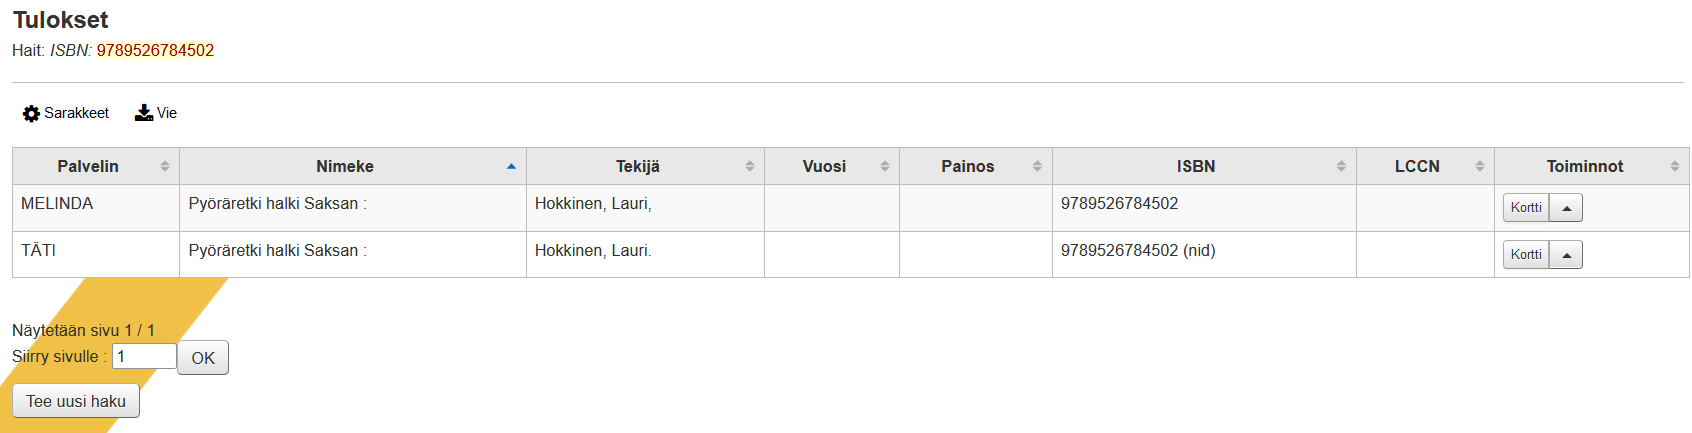 Tulokset
Hait: ISBN: 9789526784502
Sarakkeet Vie
Palvelin Nimeke Tekijä Vuosi Painos ISBN LCCN Toiminnot
MELINDA Pyöräretki halki Saksan : Hokkinen, Lauri, 9789526784502 Kortti
TÄTI Pyöräretki halki Saksan : Hokkinen, Lauri. 9789526784502 (nid) Kortti
Näytetään sivu 1 / 1
Siirry sivulle : 1 OK
Tee uusi haku